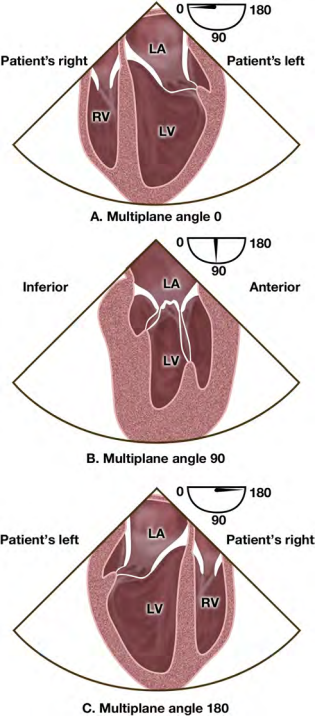 0 180
90
Patient's right
Patient's left
LA
RV
LV
A. Multiplane angle 0
0 180
90
Inferior
Anterior
LA
LV
B. Multiplane angle 90
0 180
90
Patient's left
Patient's right
LA
LV
RV
C. Multiplane angle 180